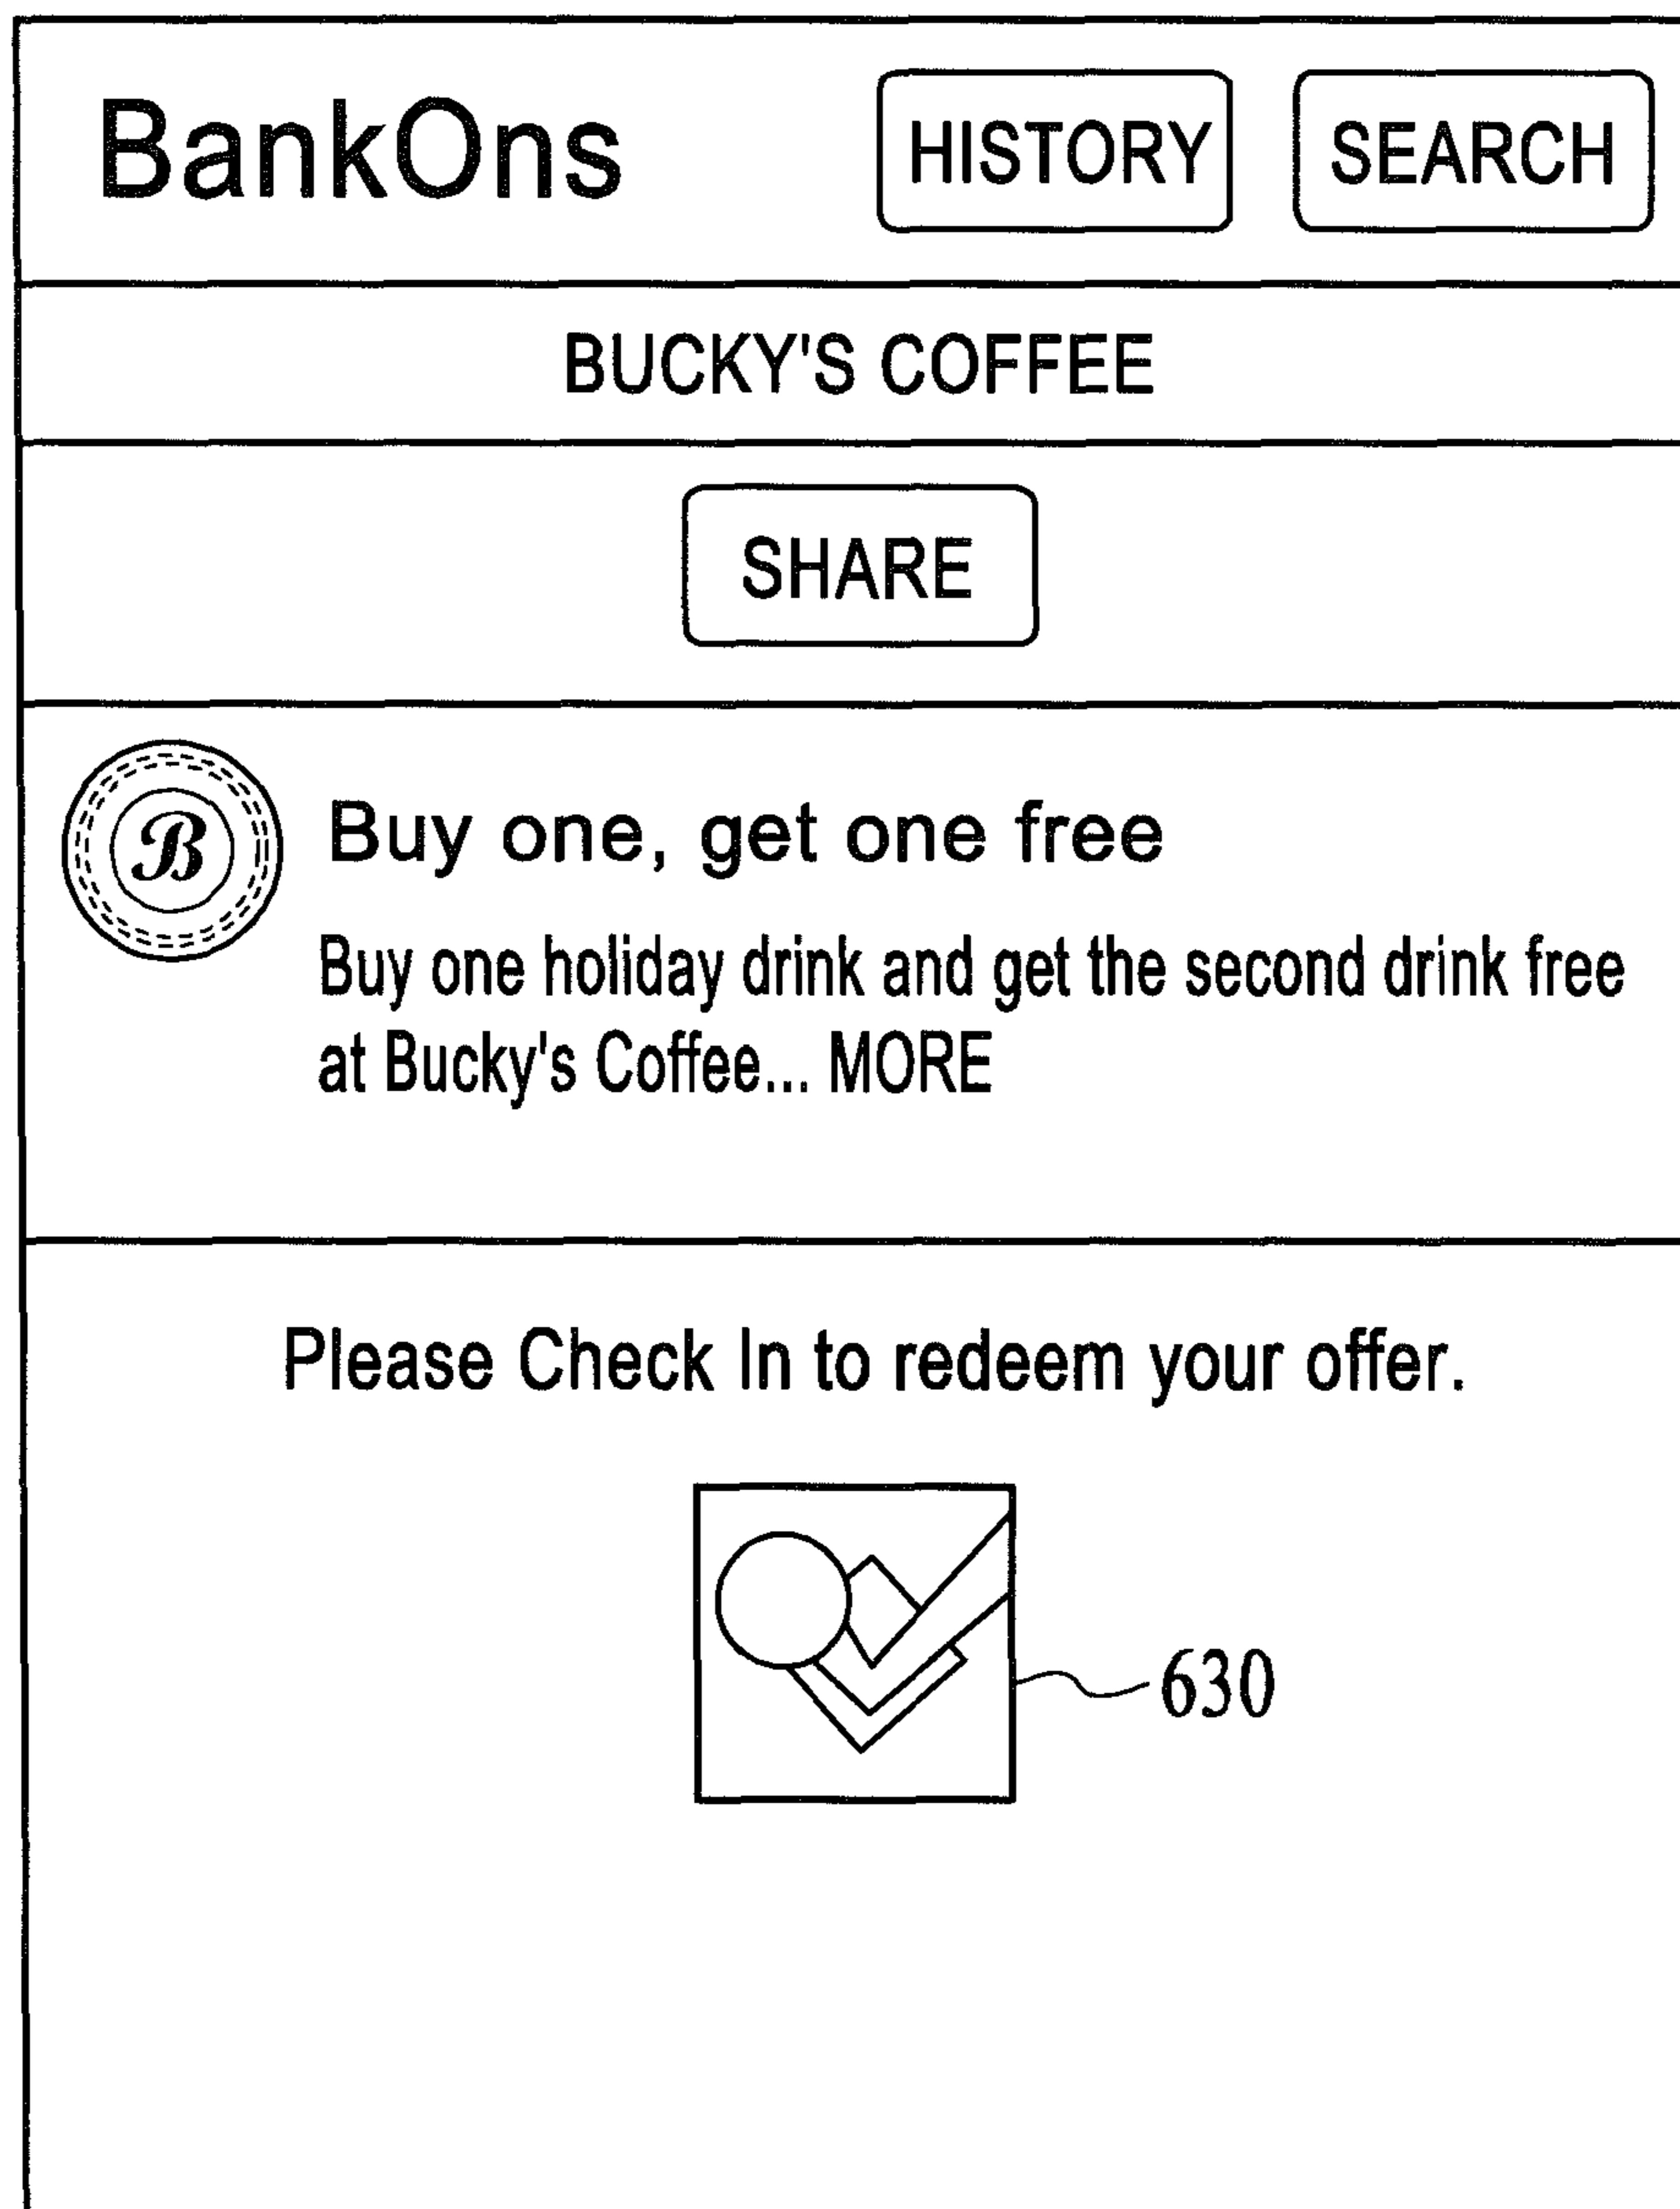 BankOns HISTORY SEARCH
BUCKY'S COFFEE
SHARE
B
Buy one, get one free
Buy one holiday drink and get the second drink free
at Bucky's Coffee... MORE
Please Check In to redeem your offer.
630